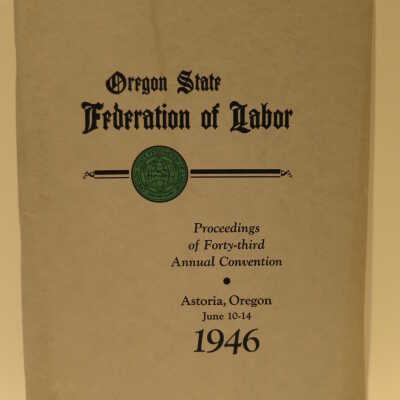 Oregon State
Federation of Labor
Proceedings
of Forty-third
Annual Convention
Astoria, Oregon
June 10-14
1946